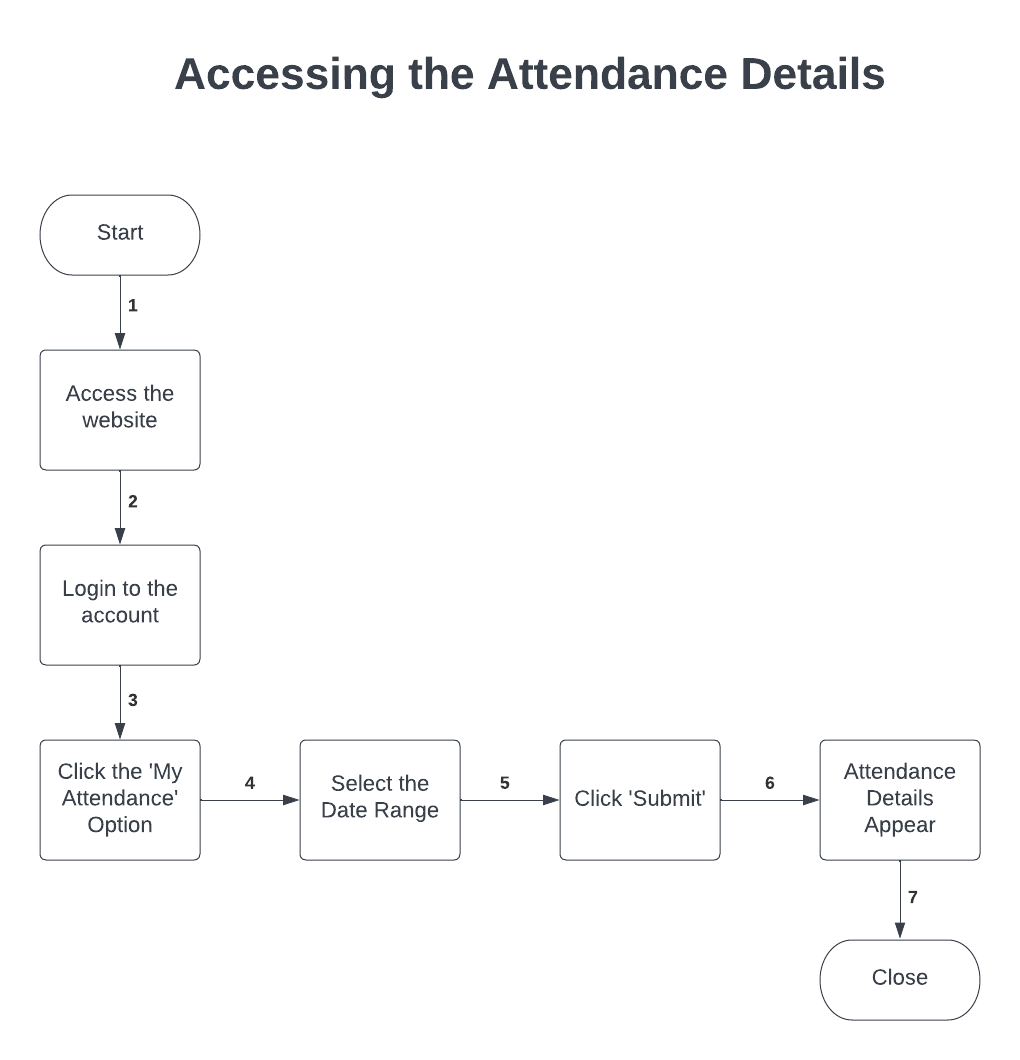 Accessing the Attendance Details
Start
1
Access the
website
2
Login to the
account
3
Click the 'My
Attendance'
Option
4
Select the
Date Range
5
Click 'Submit'
6
Attendance
Details
Appear
7
Close